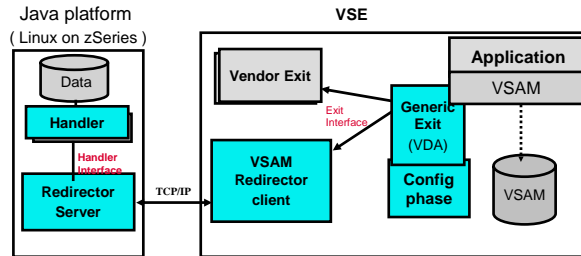 Java platform
( Linux on zSeries )
Data
Handler
Handler
Interface
Redirector
Server
TCP/IP
VSE
Vendor Exit
Exit
Interface
VSAM
Redirector
client
Generic
Exit
(VDA)
Config
phase
Application
VSAM
VSAM